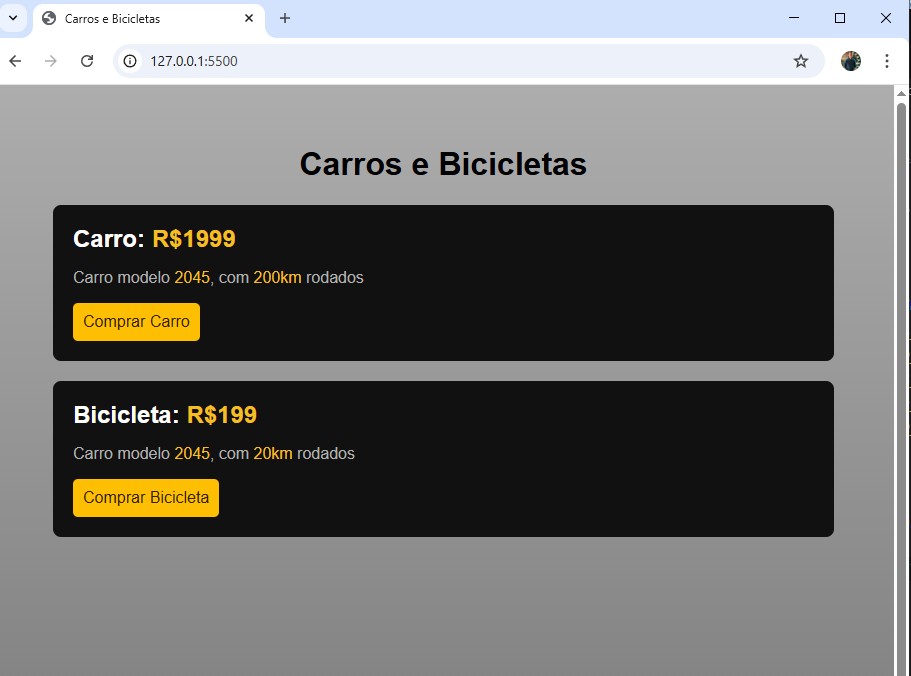 Carros e Bicicletas
127.0.0.1:5500
Carros e Bicicletas
Carro: R$1999
Carro modelo 2045, com 200km rodados
Comprar Carro
Bicicleta: R$199
Carro modelo 2045, com 20km rodados
Comprar Bicicleta